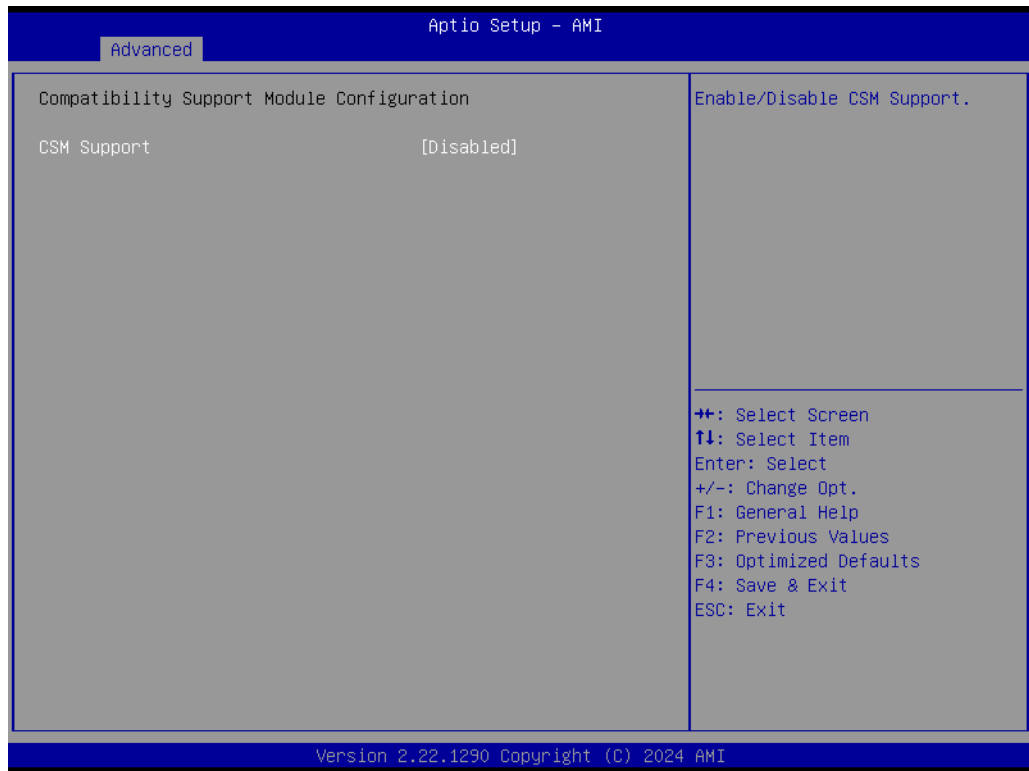 Aptio Setup – AMI
Advanced
Compatibility Support Module Configuration
CSM Support [Disabled]
Enable/Disable CSM Support.
→←: Select Screen
↑↓: Select Item
Enter: Select
+/-: Change Opt.
F1: General Help
F2: Previous Values
F3: Optimized Defaults
F4: Save & Exit
ESC: Exit
Version 2.22.1290 Copyright (C) 2024 AMI